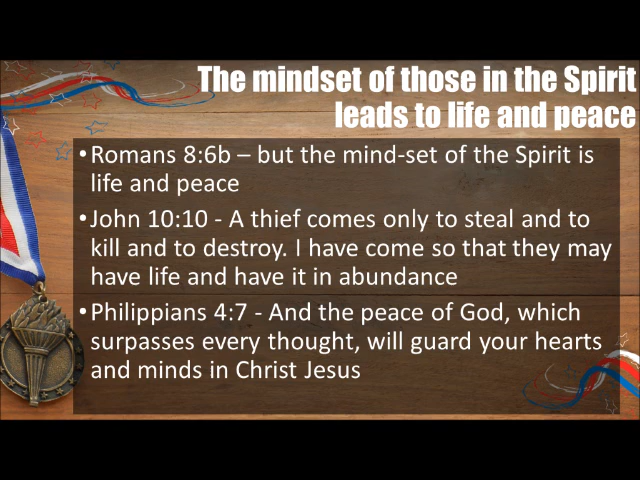 The mindset of those in the Spirit
leads to life and peace
•Romans 8:6b – but the mind-set of the Spirit is
life and peace
•John 10:10 - A thief comes only to steal and to
kill and to destroy. I have come so that they may
have life and have it in abundance
•Philippians 4:7 - And the peace of God, which
surpasses every thought, will guard your hearts
and minds in Christ Jesus